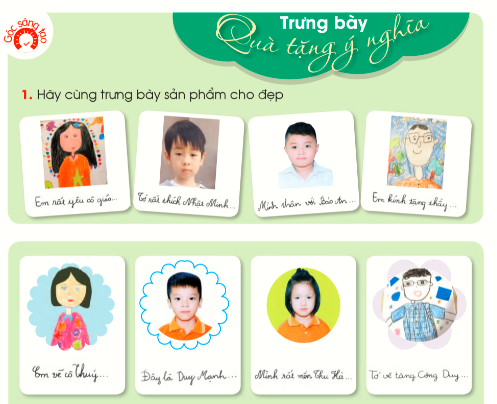 Góc sáng tạo
Trưng bày
Quà tặng ý nghĩa
1. Hãy cùng trưng bày sản phẩm cho đẹp
Em rất yêu cô giáo...
Tớ rất thích Nhật Minh...
Mình thân với Bảo An...
Em kính tặng thầy...
Em vẽ cô Thuỷ...
Đây là Duy Mạnh...
Mình rất mến Thu Hà...
Tớ vẽ tặng Công Duy...